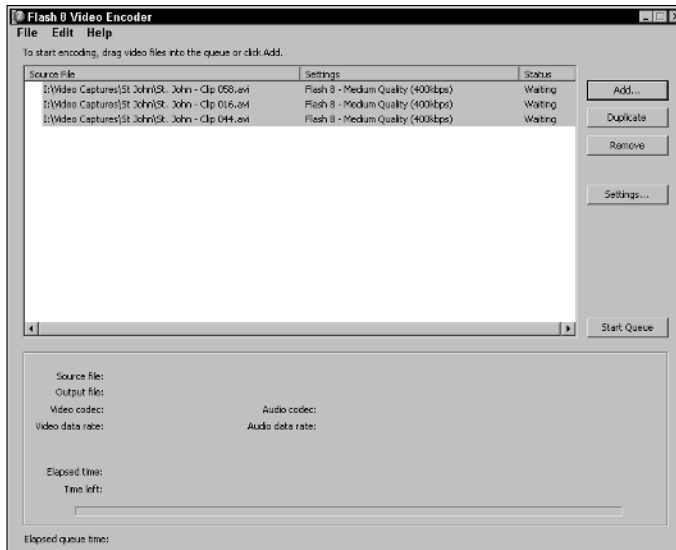 Flash 8 Video Encoder
File Edit Help
To start encoding, drag video files into the queue or click Add.
Source File Settings Status
I:\Video Captures\St John\St. John - Clip 058.avi Flash 8 - Medium Quality (400kbps) Waiting
I:\Video Captures\St John\St. John - Clip 016.avi Flash 8 - Medium Quality (400kbps) Waiting
I:\Video Captures\St John\St. John - Clip 044.avi Flash 8 - Medium Quality (400kbps) Waiting
Add...
Duplicate
Remove
Settings...
Start Queue
Source file:
Output file:
Video codec: Audio codec:
Video data rate: Audio data rate:
Elapsed time:
Time left:
Elapsed queue time: